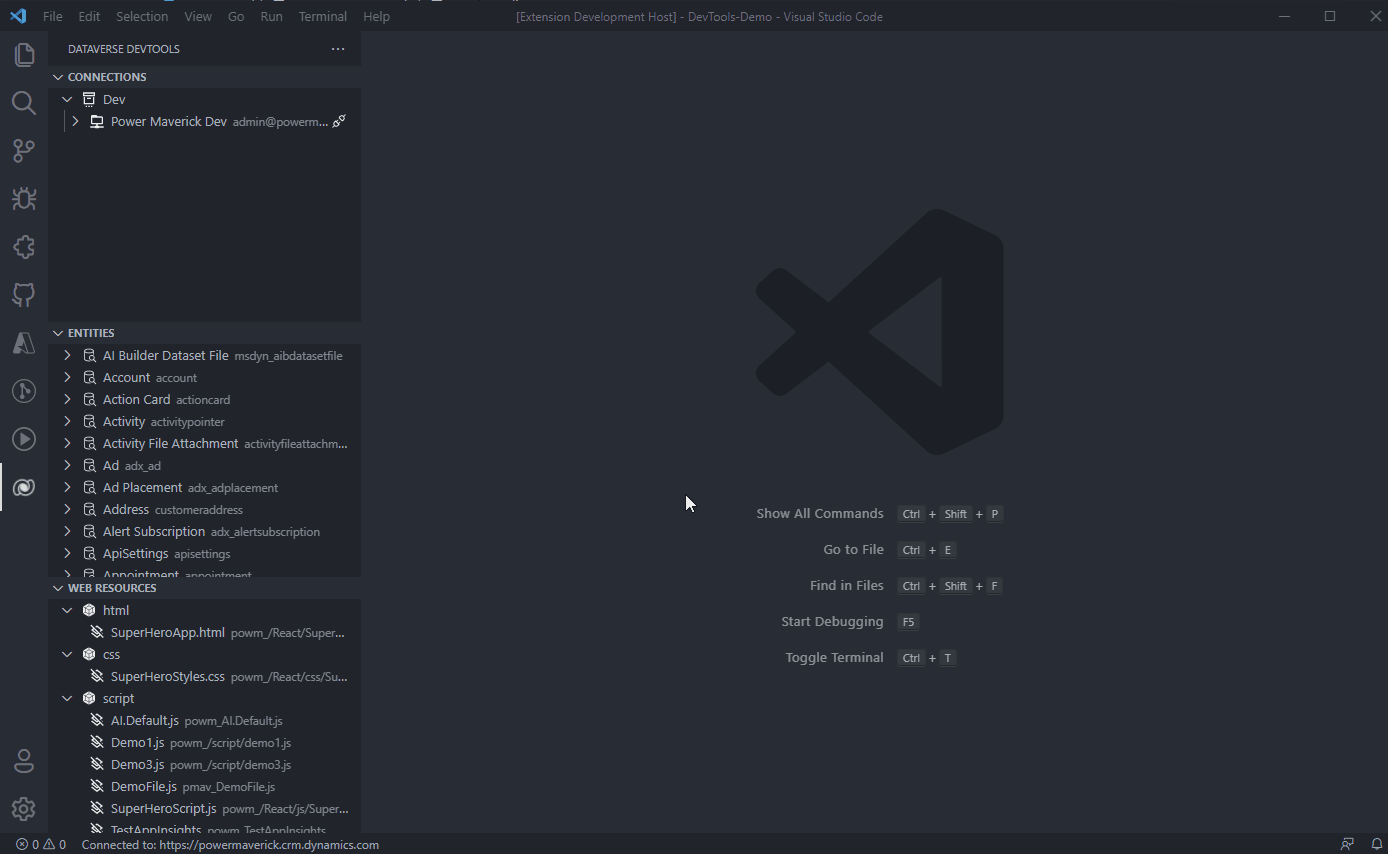 File Edit Selection View Go Run Terminal Help [Extension Development Host] - DevTools-Demo - Visual Studio Code
DATAVERSE DEVTOOLS ...
CONNECTIONS
Dev
Power Maverick Dev admin@powerm...
ENTITIES
AI Builder Dataset File msdyn_aibdatasetfile
Account account
Action Card actioncard
Activity activitypointer
Activity File Attachment activityfileattachm...
Ad adx_ad
Ad Placement adx_adplacement
Address customeraddress
Alert Subscription adx_alertsubscription
ApiSettings apisettings
Appointment appointment
WEB RESOURCES
html
SuperHeroApp.html powm_/React/Super...
css
SuperHeroStyles.css powm_/React/css/Su...
script
AI.Default.js powm_AI.Default.js
Demo1.js powm_/script/demo1.js
Demo3.js powm_/script/demo3.js
DemoFile.js pmav_DemoFile.js
SuperHeroScript.js powm_/React/js/Super...
TestAppInsights powm_TestAppInsights
Show All Commands Ctrl + Shift + P
Go to File Ctrl + E
Find in Files Ctrl + Shift + F
Start Debugging F5
Toggle Terminal Ctrl + T
0 0 Connected to: https://powermaverick.crm.dynamics.com